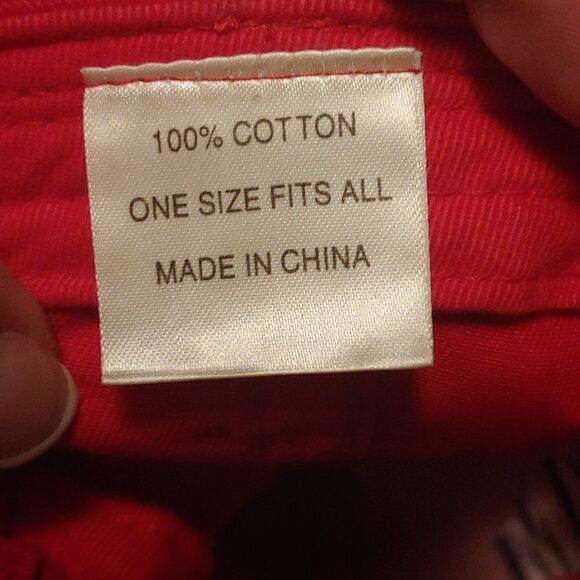 100% COTTON
ONE SIZE FITS ALL
MADE IN CHINA